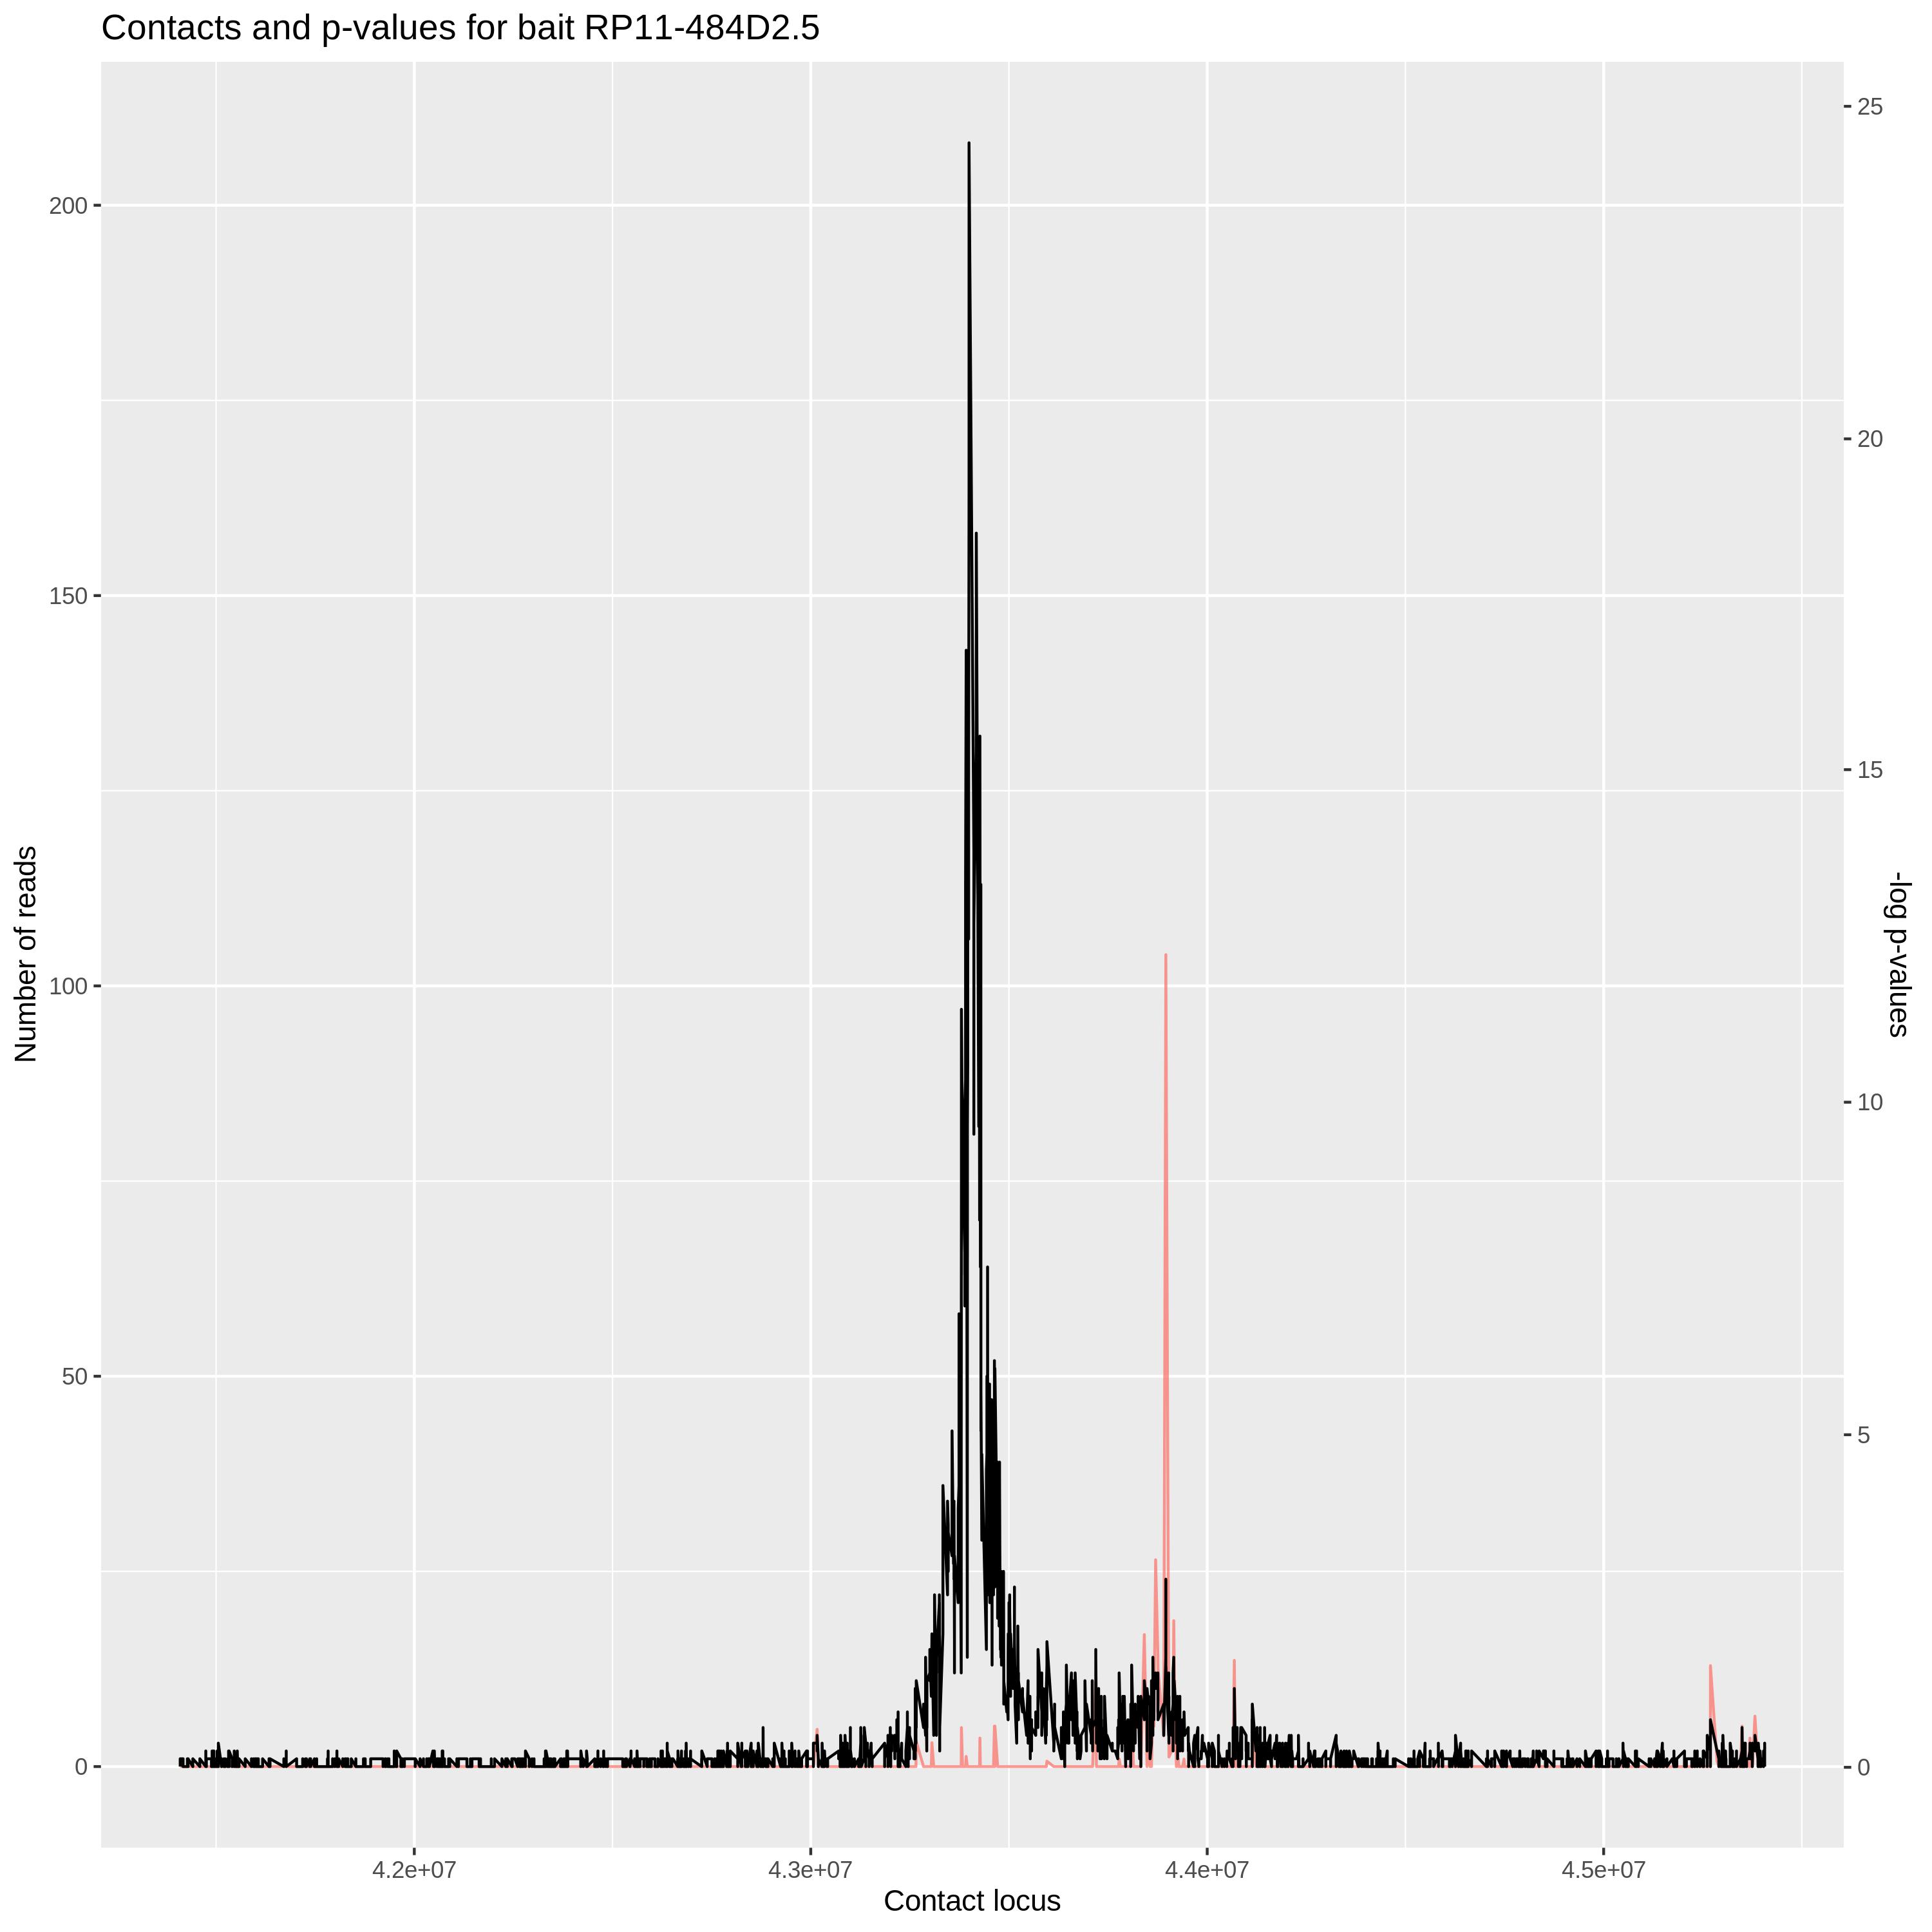 Contacts and p-values for bait RP11-484D2.5
Number of reads
200
150
100
50
0
25
20
15
10
5
0
-log p-values
4.2e+07
4.3e+07
4.4e+07
4.5e+07
Contact locus